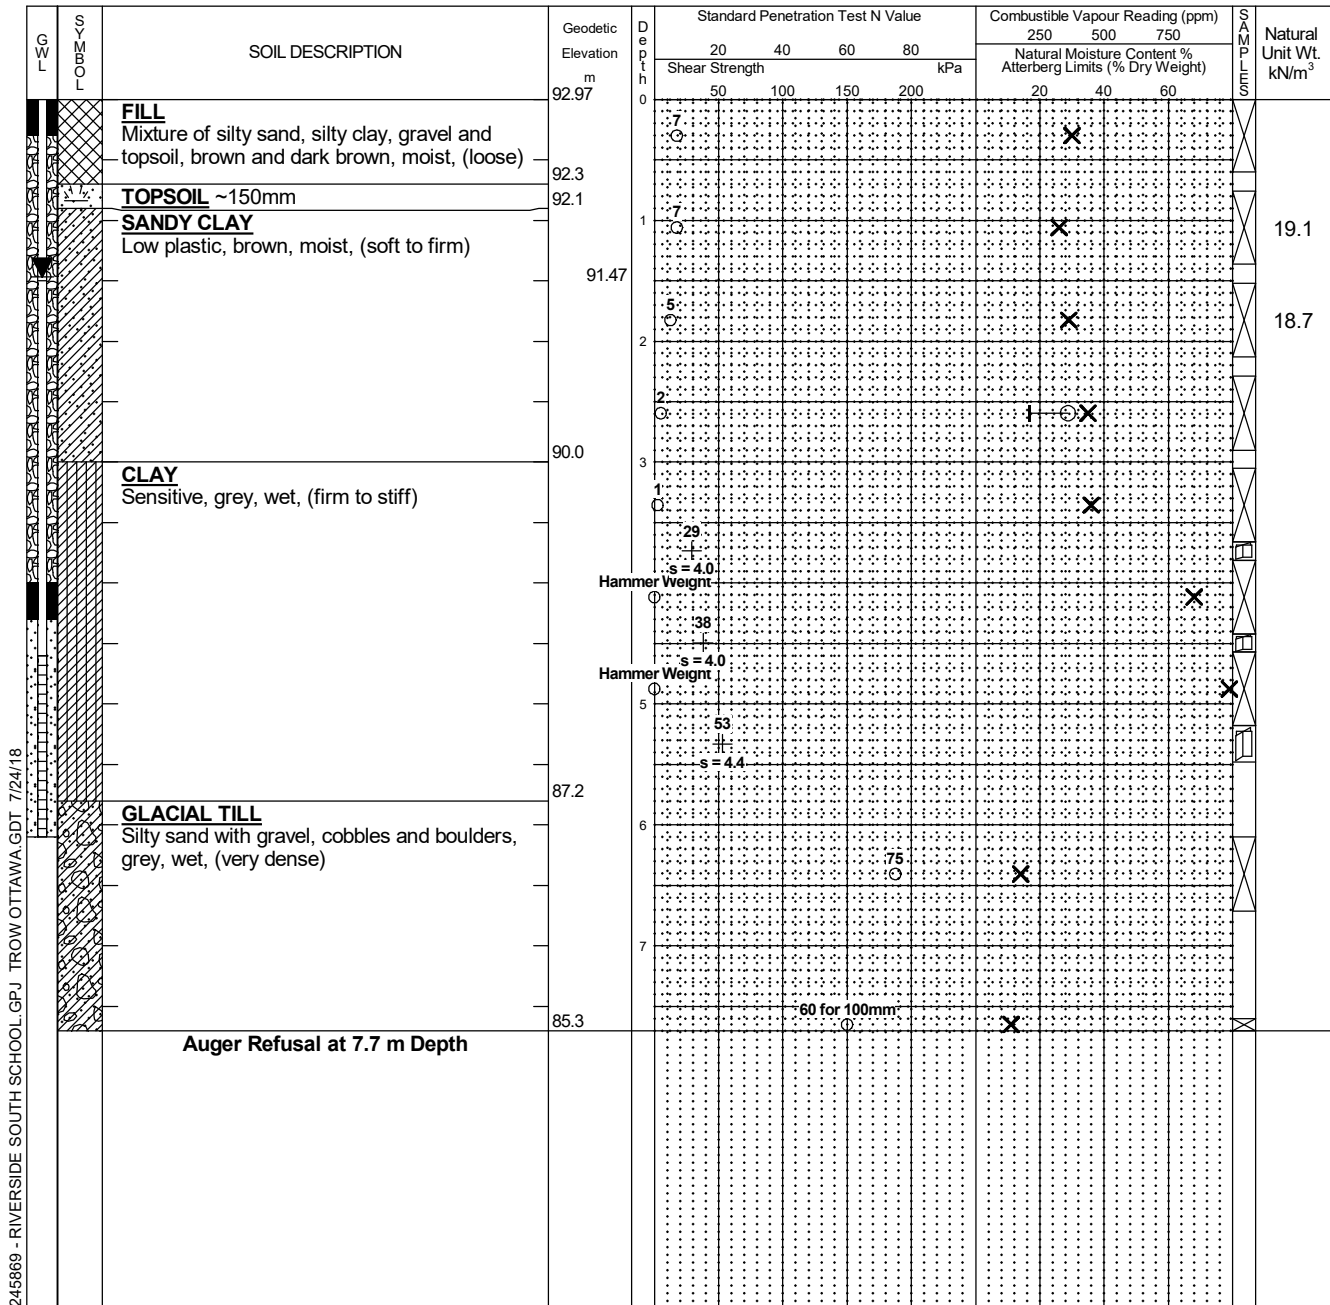 GWL
SYMBOL
SOIL DESCRIPTION
Geodetic
Elevation
m
Depth
Standard Penetration Test N Value
20 40 60 80
Shear Strength kPa
50 100 150 200
Combustible Vapour Reading (ppm)
250 500 750
Natural Moisture Content %
Atterberg Limits (% Dry Weight)
20 40 60
SAMPLES
Natural
Unit Wt.
kN/m³
92.97
0
FILL
Mixture of silty sand, silty clay, gravel and
topsoil, brown and dark brown, moist, (loose)
7
92.3
TOPSOIL ~150mm
92.1
SANDY CLAY
Low plastic, brown, moist, (soft to firm)
7
1
19.1
91.47
5
18.7
2
2
90.0
3
CLAY
Sensitive, grey, wet, (firm to stiff)
1
29
s = 4.0
Hammer Weight
38
s = 4.0
Hammer Weight
5
53
s = 4.4
87.2
GLACIAL TILL
Silty sand with gravel, cobbles and boulders,
grey, wet, (very dense)
6
75
7
60 for 100mm
85.3
Auger Refusal at 7.7 m Depth
245869 - RIVERSIDE SOUTH SCHOOL.GPJ TROW OTTAWA.GDT 7/24/18